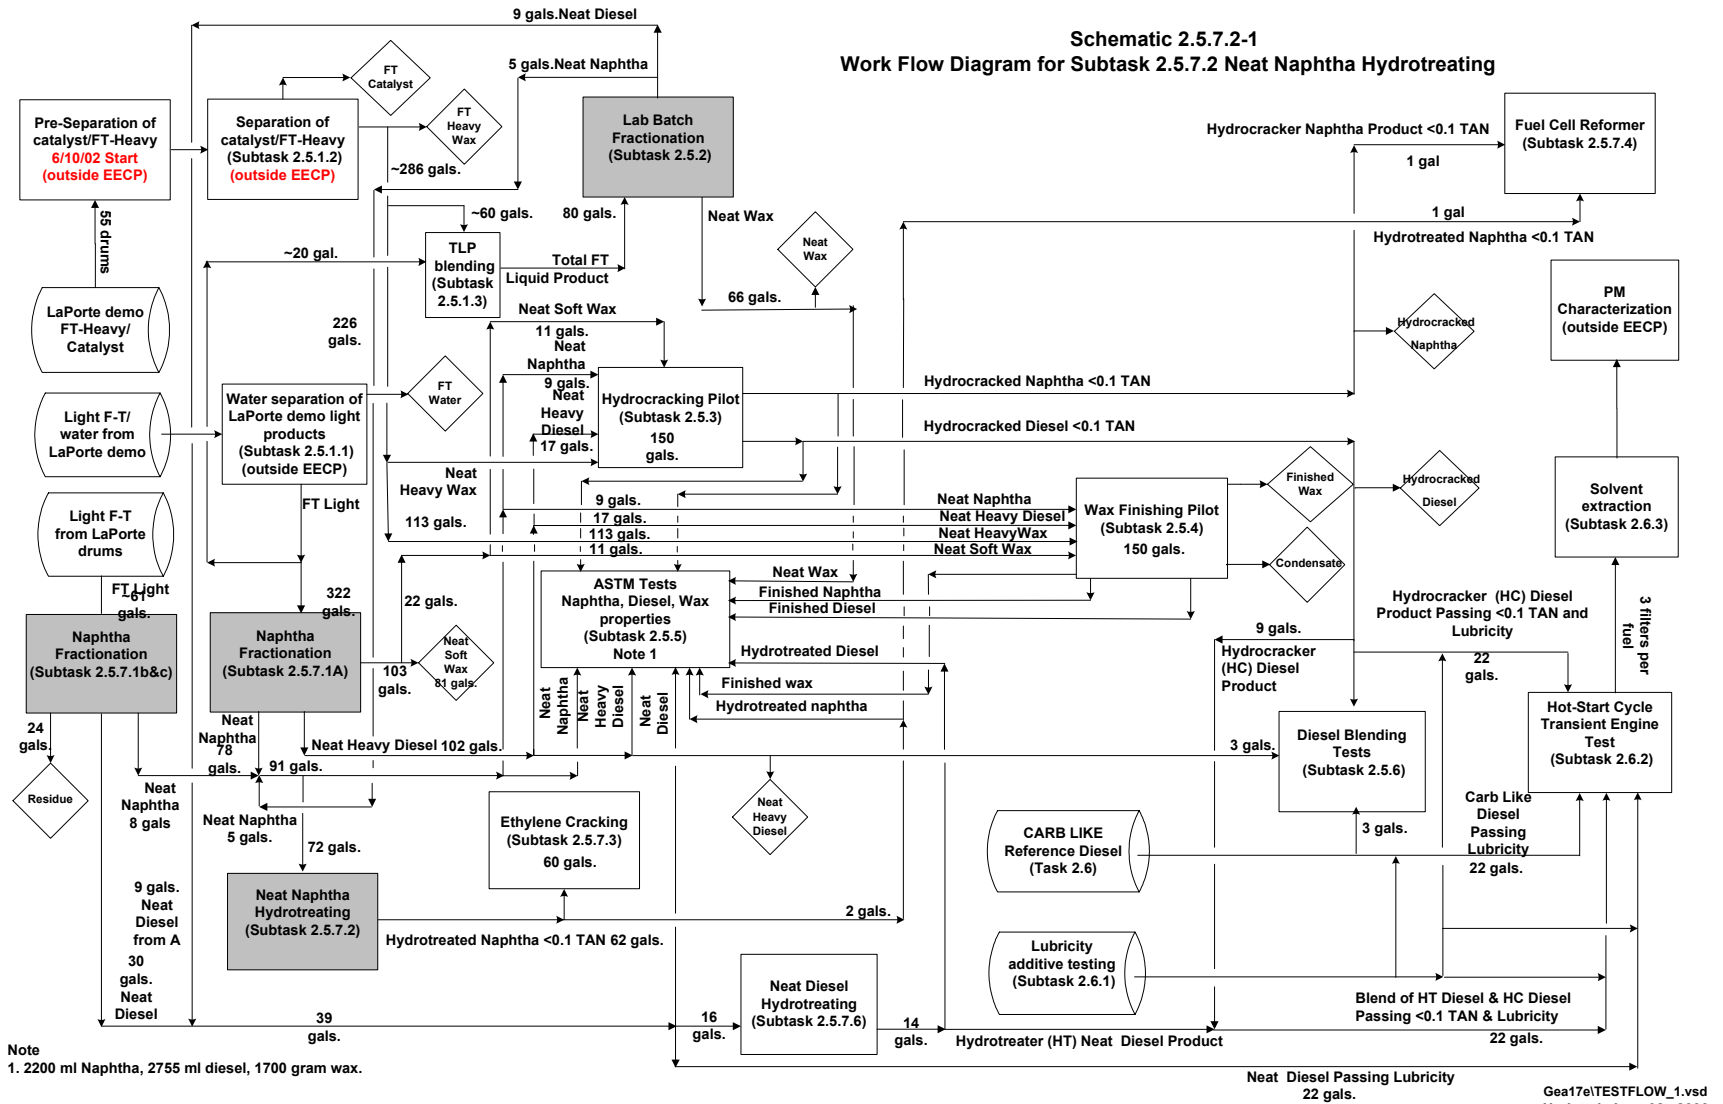 9 gals.Neat Diesel
Schematic 2.5.7.2-1
Work Flow Diagram for Subtask 2.5.7.2 Neat Naphtha Hydrotreating
5 gals.Neat Naphtha
FT
Catalyst
FT
Heavy
Wax
Pre-Separation of
catalyst/FT-Heavy
6/10/02 Start
(outside EECP)
Separation of
catalyst/FT-Heavy
(Subtask 2.5.1.2)
(outside EECP)
Lab Batch
Fractionation
(Subtask 2.5.2)
Hydrocracker Naphtha Product <0.1 TAN
1 gal
Fuel Cell Reformer
(Subtask 2.5.7.4)
~286 gals.
55 drums
~60 gals.
80 gals.
Neat Wax
1 gal
Hydrotreated Naphtha <0.1 TAN
~20 gal.
TLP
blending
(Subtask
2.5.1.3)
Total FT
Liquid Product
Neat
Wax
66 gals.
LaPorte demo
FT-Heavy/
Catalyst
226
gals.
Neat Soft Wax
11 gals.
Neat
Naphtha
9 gals.
Neat
Heavy
Diesel
17 gals.
PM
Characterization
(outside EECP)
Hydrocracked
Naphtha
FT
Water
Light F-T/
water from
LaPorte demo
Water separation of
LaPorte demo light
products
(Subtask 2.5.1.1)
(outside EECP)
Hydrocracking Pilot
(Subtask 2.5.3)
150
gals.
Hydrocracked Naphtha <0.1 TAN
Hydrocracked Diesel <0.1 TAN
Neat
Heavy Wax
113 gals.
FT Light
Light F-T
from LaPorte
drums
9 gals.
17 gals.
113 gals.
11 gals.
Neat Naphtha
Neat Heavy Diesel
Neat HeavyWax
Neat Soft Wax
Wax Finishing Pilot
(Subtask 2.5.4)
150 gals.
Finished
Wax
Hydrocracked
Diesel
Condensate
Solvent
extraction
(Subtask 2.6.3)
FT Light
~61
gals.
322
gals.
22 gals.
ASTM Tests
Naphtha, Diesel, Wax
properties
(Subtask 2.5.5)
Note 1
Neat Wax
Finished Naphtha
Finished Diesel
Hydrotreated Diesel
Finished wax
Hydrotreated naphtha
Hydrocracker (HC) Diesel
Product Passing <0.1 TAN and
Lubricity
22
gals.
3 filters per
fuel
9 gals.
Hydrocracker
(HC) Diesel
Product
Naphtha
Fractionation
(Subtask 2.5.7.1b&c)
Naphtha
Fractionation
(Subtask 2.5.7.1A)
103
gals.
Neat
Soft
Wax
81 gals.
Neat
Naphtha
Neat
Heavy
Diesel
Neat
Diesel
24
gals.
Neat
Naphtha
78
gals.
Neat Heavy Diesel 102 gals.
91 gals.
3 gals.
Diesel Blending
Tests
(Subtask 2.5.6)
Hot-Start Cycle
Transient Engine
Test
(Subtask 2.6.2)
Residue
Neat
Naphtha
8 gals
Neat Naphtha
5 gals.
72 gals.
Ethylene Cracking
(Subtask 2.5.7.3)
60 gals.
Neat
Heavy
Diesel
CARB LIKE
Reference Diesel
(Task 2.6)
3 gals.
Carb Like
Diesel
Passing
Lubricity
22 gals.
9 gals.
Neat
Diesel
from A
Neat Naphtha
Hydrotreating
(Subtask 2.5.7.2)
Hydrotreated Naphtha <0.1 TAN 62 gals.
2 gals.
30
gals.
Neat
Diesel
Lubricity
additive testing
(Subtask 2.6.1)
Neat Diesel
Hydrotreating
(Subtask 2.5.7.6)
39
gals.
16
gals.
14
gals.
Hydrotreater (HT) Neat Diesel Product
Blend of HT Diesel & HC Diesel
Passing <0.1 TAN & Lubricity
22 gals.
Note
1. 2200 ml Naphtha, 2755 ml diesel, 1700 gram wax.
Neat Diesel Passing Lubricity
22 gals.
Gea17e\TESTFLOW_1.vsd